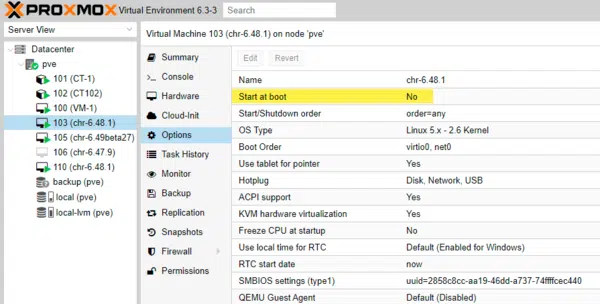 PROXMOX Virtual Environment 6.3-3 Search
Server View
Virtual Machine 103 (chr-6.48.1) on node 'pve'
Datacenter
pve
101 (CT-1)
102 (CT102)
100 (VM-1)
103 (chr-6.48.1)
105 (chr-6.49beta27)
106 (chr-6.47.9)
110 (chr-6.48.1)
backup (pve)
local (pve)
local-lvm (pve)
Summary
Console
Hardware
Cloud-Init
Options
Task History
Monitor
Backup
Replication
Snapshots
Firewall
Permissions
Edit Revert
Name chr-6.48.1
Start at boot No
Start/Shutdown order order=any
OS Type Linux 5.x - 2.6 Kernel
Boot Order virtio0, net0
Use tablet for pointer Yes
Hotplug Disk, Network, USB
ACPI support Yes
KVM hardware virtualization Yes
Freeze CPU at startup No
Use local time for RTC Default (Enabled for Windows)
RTC start date now
SMBIOS settings (type1) uuid=2858c8cc-aa19-46dd-a737-74ffffcec440
QEMU Guest Agent Default (Disabled)